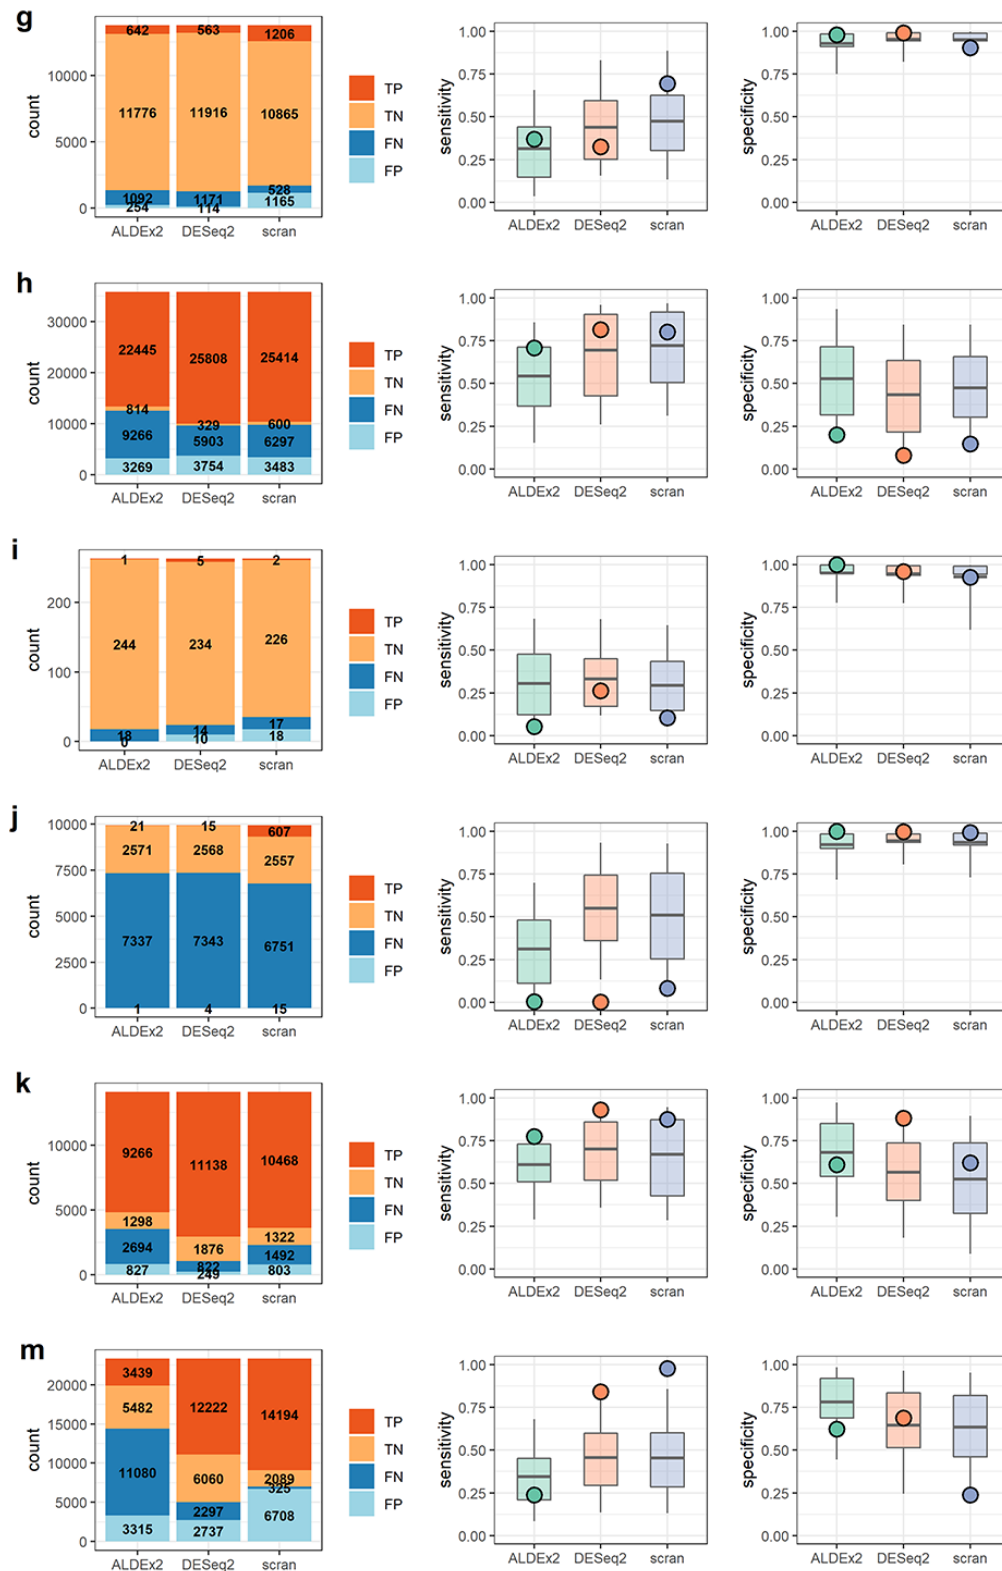 g
count
10000
5000
0
642
563
1206
11776
11916
10865
1092
1171
528
254
114
1165
ALDEx2 DESeq2 scran
TP
TN
FN
FP
sensitivity
1.00
0.75
0.50
0.25
0.00
ALDEx2 DESeq2 scran
specificity
1.00
0.75
0.50
0.25
0.00
ALDEx2 DESeq2 scran
h
count
30000
20000
10000
0
22445
25808
25414
814
329
600
9266
5903
6297
3269
3754
3483
ALDEx2 DESeq2 scran
TP
TN
FN
FP
sensitivity
1.00
0.75
0.50
0.25
0.00
ALDEx2 DESeq2 scran
specificity
1.00
0.75
0.50
0.25
0.00
ALDEx2 DESeq2 scran
i
count
200
100
0
1
5
2
244
234
226
18
14
17
0
10
18
ALDEx2 DESeq2 scran
TP
TN
FN
FP
sensitivity
1.00
0.75
0.50
0.25
0.00
ALDEx2 DESeq2 scran
specificity
1.00
0.75
0.50
0.25
0.00
ALDEx2 DESeq2 scran
j
count
10000
7500
5000
2500
0
21
15
607
2571
2568
2557
7337
7343
6751
1
4
15
ALDEx2 DESeq2 scran
TP
TN
FN
FP
sensitivity
1.00
0.75
0.50
0.25
0.00
ALDEx2 DESeq2 scran
specificity
1.00
0.75
0.50
0.25
0.00
ALDEx2 DESeq2 scran
k
count
10000
5000
0
9266
11138
10468
1298
1876
1322
2694
822
1492
827
249
803
ALDEx2 DESeq2 scran
TP
TN
FN
FP
sensitivity
1.00
0.75
0.50
0.25
0.00
ALDEx2 DESeq2 scran
specificity
1.00
0.75
0.50
0.25
0.00
ALDEx2 DESeq2 scran
m
count
20000
15000
10000
5000
0
3439
12222
14194
5482
6060
2089
11080
2297
325
3315
2737
6708
ALDEx2 DESeq2 scran
TP
TN
FN
FP
sensitivity
1.00
0.75
0.50
0.25
0.00
ALDEx2 DESeq2 scran
specificity
1.00
0.75
0.50
0.25
0.00
ALDEx2 DESeq2 scran